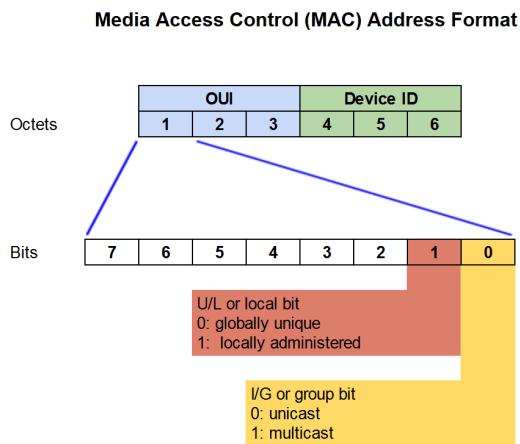 Media Access Control (MAC) Address Format
OUI Device ID
Octets 1 2 3 4 5 6
Bits 7 6 5 4 3 2 1 0
U/L or local bit
0: globally unique
1: locally administered
I/G or group bit
0: unicast
1: multicast